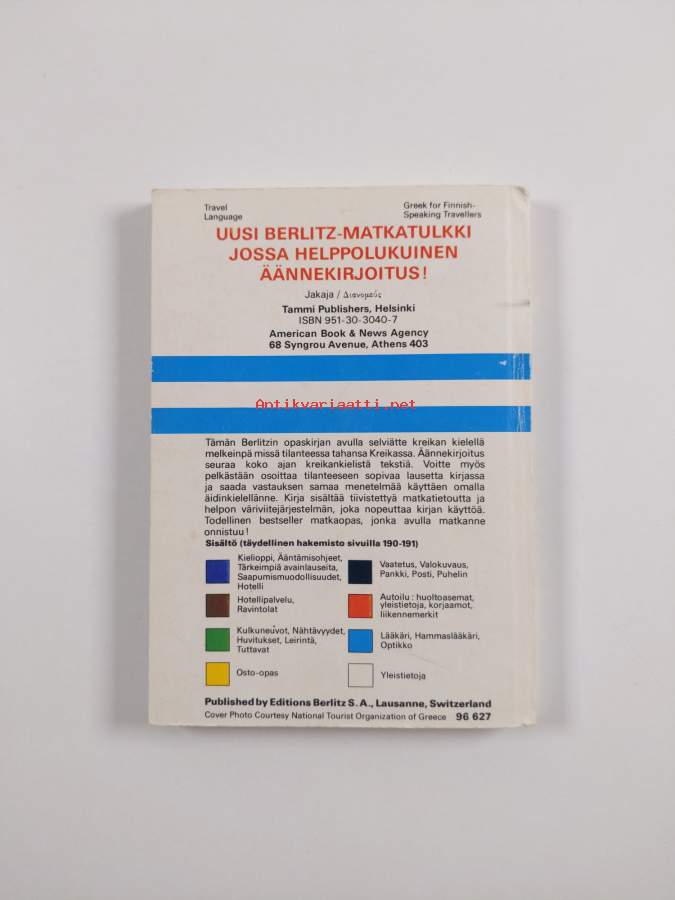 Travel
Language
Greek for Finnish-
Speaking Travellers
UUSI BERLITZ-MATKATULKKI
JOSSA HELPPOLUKUINEN
ÄÄNNEKIRJOITUS!
Jakaja / Διανομεύς
Tammi Publishers, Helsinki
ISBN 951-30-3040-7
American Book & News Agency
68 Syngrou Avenue, Athens 403
Antikvariaatti.net
Tämän Berlitzin opaskirjan avulla selviätte kreikan kielellä
melkeinpä missä tilanteessa tahansa Kreikassa. Äännekirjoitus
seuraa koko ajan kreikankielistä tekstiä. Voitte myös
pelkästään osoittaa tilanteeseen sopivaa lausetta kirjassa
ja saada vastauksen samaa menetelmää käyttäen omalla
äidinkielellänne. Kirja sisältää tiivistettyä matkatietoutta ja
helpon väriviitejärjestelmän, joka nopeuttaa kirjan käyttöä.
Todellinen bestseller matkaopas, jonka avulla matkanne
onnistuu!
Sisältö (täydellinen hakemisto sivuilla 190-191)
Kielioppi, Ääntämisohjeet,
Tärkeimpiä avainlauseita,
Saapumismuodollisuudet,
Hotelli
Hotellipalvelu,
Ravintolat
Kulkuneuvot, Nähtävyydet,
Huvitukset, Leirintä,
Tuttavat
Osto-opas
Vaatetus, Valokuvaus,
Pankki, Posti, Puhelin
Autoilu: huoltoasemat,
yleistietoja, korjaamot,
liikennemerkit
Lääkäri, Hammaslääkäri,
Optikko
Yleistietoja
Published by Editions Berlitz S.A., Lausanne, Switzerland
Cover Photo Courtesy National Tourist Organization of Greece 96 627